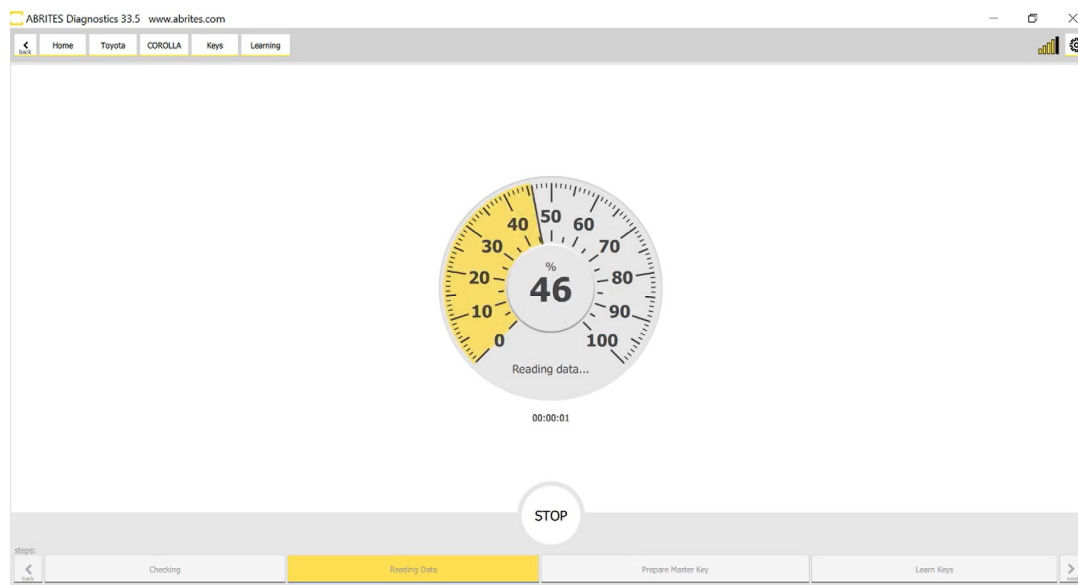 ABRITES Diagnostics 33.5 www.abrites.com
back Home Toyota COROLLA Keys Learning
0
10
20
30
40
50
60
70
80
90
100
%
46
Reading data...
00:00:01
STOP
steps:
back Checking Reading Data Prepare Master Key Learn Keys next